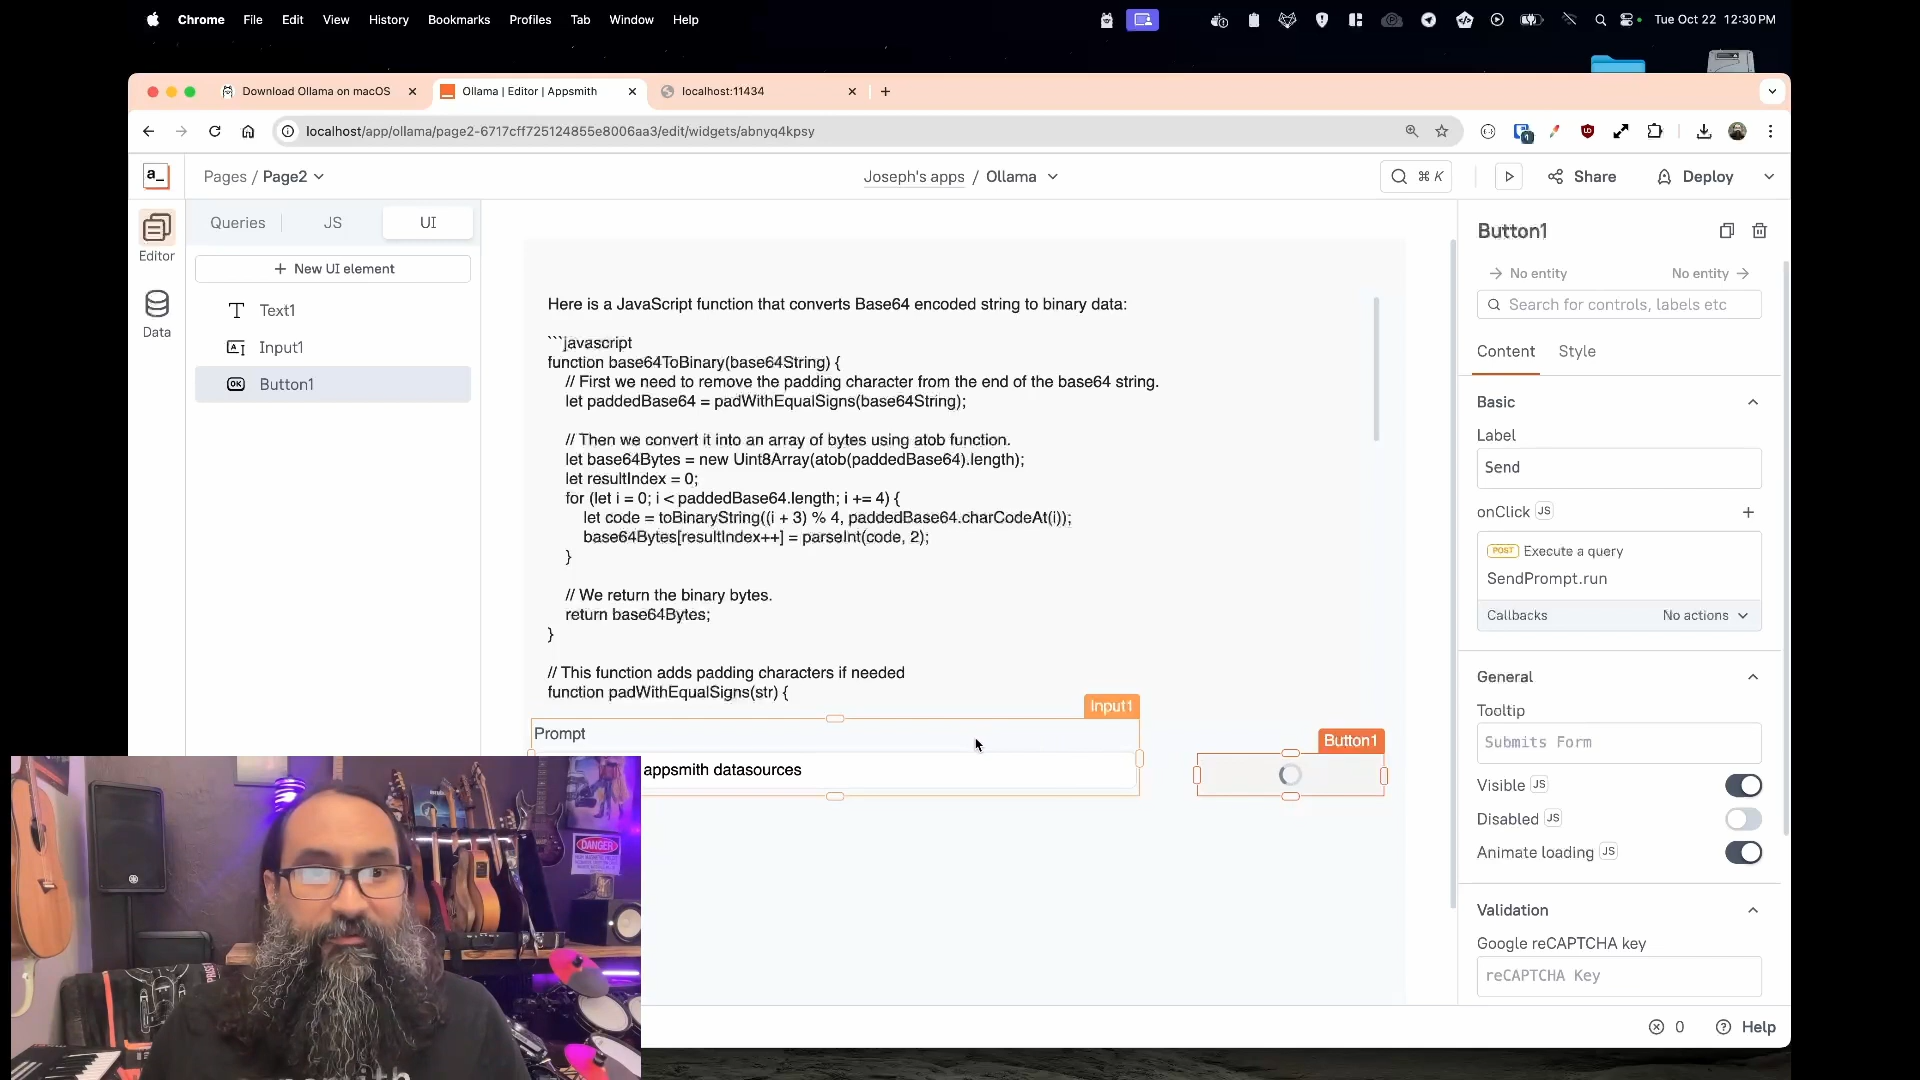 Chrome File Edit View History Bookmarks Profiles Tab Window Help
Tue Oct 22 12:30 PM
Download Ollama on macOS
Ollama | Editor | Appsmith
localhost:11434
localhost/app/ollama/page2-6717cff725124855e8006aa3/edit/widgets/abnyq4kpsy
1
a_
Pages / Page2
Joseph's apps / Ollama
⌘ K
Share
Deploy
Editor
Data
Queries
JS
UI
+ New UI element
Text1
Input1
OK Button1
Here is a JavaScript function that converts Base64 encoded string to binary data:
```javascript
function base64ToBinary(base64String) {
// First we need to remove the padding character from the end of the base64 string.
let paddedBase64 = padWithEqualSigns(base64String);
// Then we convert it into an array of bytes using atob function.
let base64Bytes = new Uint8Array(atob(paddedBase64).length);
let resultIndex = 0;
for (let i = 0; i < paddedBase64.length; i += 4) {
let code = toBinaryString((i + 3) % 4, paddedBase64.charCodeAt(i));
base64Bytes[resultIndex++] = parseInt(code, 2);
}
// We return the binary bytes.
return base64Bytes;
}
// This function adds padding characters if needed
function padWithEqualSigns(str) {
Input1
Prompt
appsmith datasources
Button1
Button1
No entity
No entity
Search for controls, labels etc
Content
Style
Basic
Label
Send
onClick JS
POST Execute a query
SendPrompt.run
Callbacks
No actions
General
Tooltip
Submits Form
Visible JS
Disabled JS
Animate loading JS
Validation
Google reCAPTCHA key
reCAPTCHA Key
0
Help
DANGER